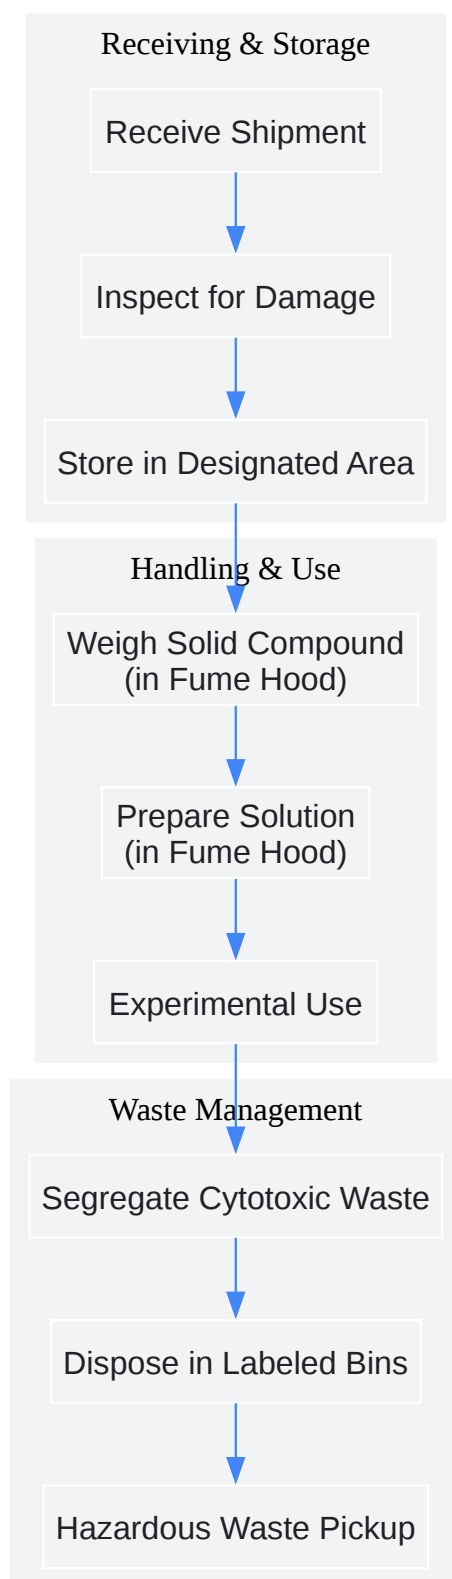 Receiving & Storage
Receive Shipment
Inspect for Damage
Store in Designated Area
Handling & Use
Weigh Solid Compound
(in Fume Hood)
Prepare Solution
(in Fume Hood)
Experimental Use
Waste Management
Segregate Cytotoxic Waste
Dispose in Labeled Bins
Hazardous Waste Pickup